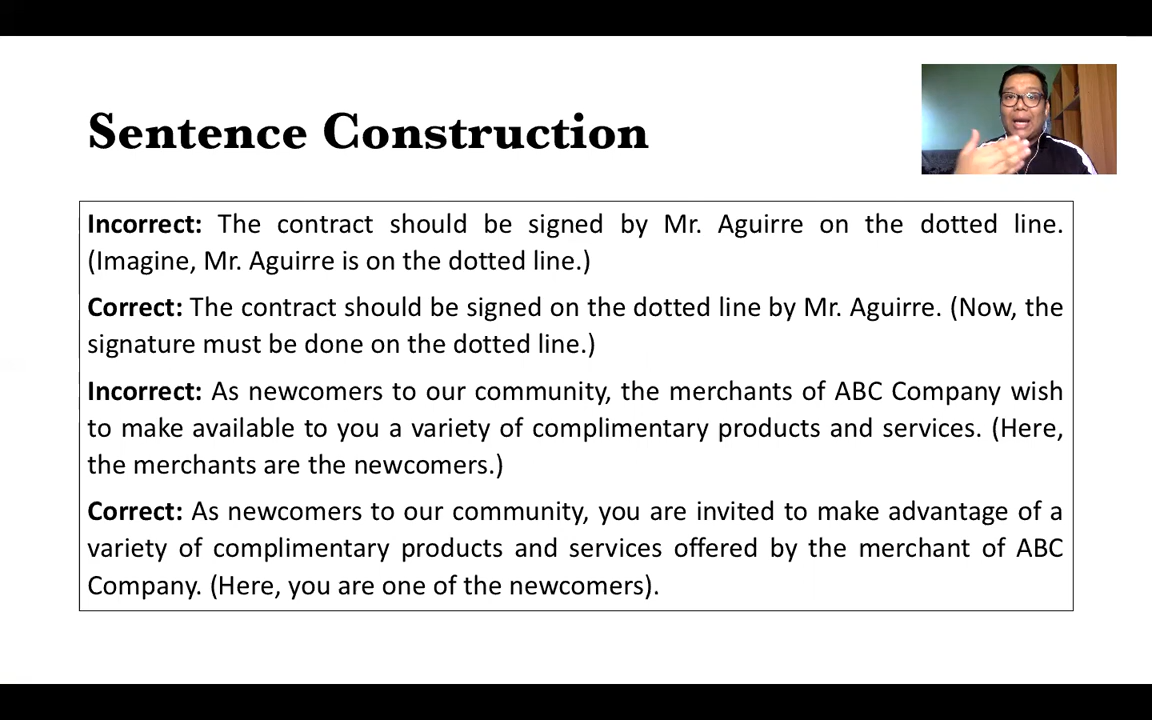 Sentence Construction
Incorrect: The contract should be signed by Mr. Aguirre on the dotted line.
(Imagine, Mr. Aguirre is on the dotted line.)
Correct: The contract should be signed on the dotted line by Mr. Aguirre. (Now, the
signature must be done on the dotted line.)
Incorrect: As newcomers to our community, the merchants of ABC Company wish
to make available to you a variety of complimentary products and services. (Here,
the merchants are the newcomers.)
Correct: As newcomers to our community, you are invited to make advantage of a
variety of complimentary products and services offered by the merchant of ABC
Company. (Here, you are one of the newcomers).